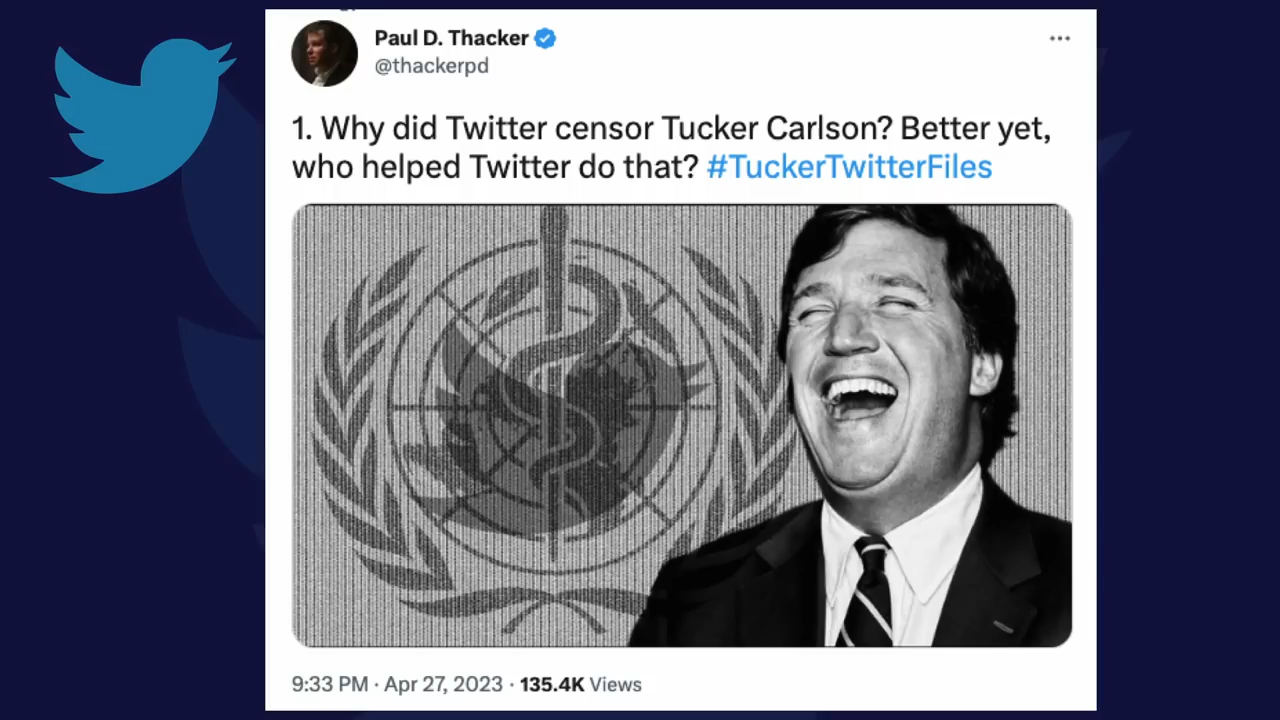 Paul D. Thacker
@thackerpd
1. Why did Twitter censor Tucker Carlson? Better yet,
who helped Twitter do that? #TuckerTwitterFiles
9:33 PM · Apr 27, 2023 · 135.4K Views